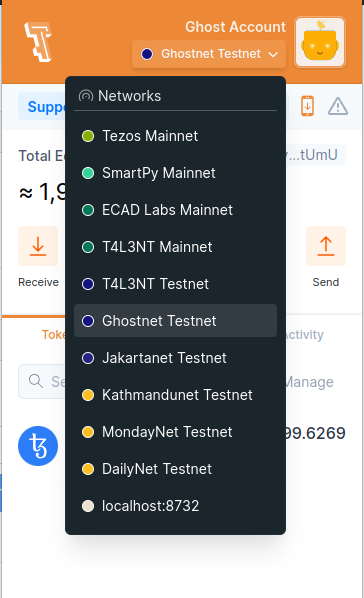 Ghost Account
Ghostnet Testnet
Networks
Tezos Mainnet
SmartPy Mainnet
ECAD Labs Mainnet
T4L3NT Mainnet
T4L3NT Testnet
Ghostnet Testnet
Jakartanet Testnet
Kathmandunet Testnet
MondayNet Testnet
DailyNet Testnet
localhost:8732
Suppo
Total E
...tUmU
≈ 1,9
Receive
Send
Toke
ctivity
Se
Manage
99.6269